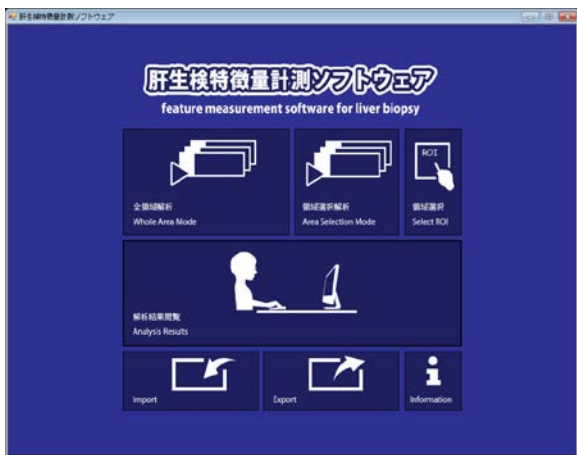 肝生検特徴量計測ソフトウェア
肝生検特徴量計測ソフトウェア
feature measurement software for liver biopsy
ROI
全領域解析
Whole Area Mode
領域選択解析
Area Selection Mode
領域選択
Select ROI
解析結果閲覧
Analysis Results
Import
Export
Information